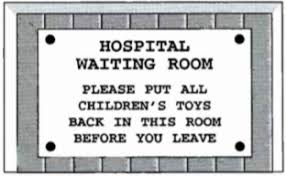 HOSPITAL
WAITING ROOM
PLEASE PUT ALL
CHILDREN'S TOYS
BACK IN THIS ROOM
BEFORE YOU LEAVE